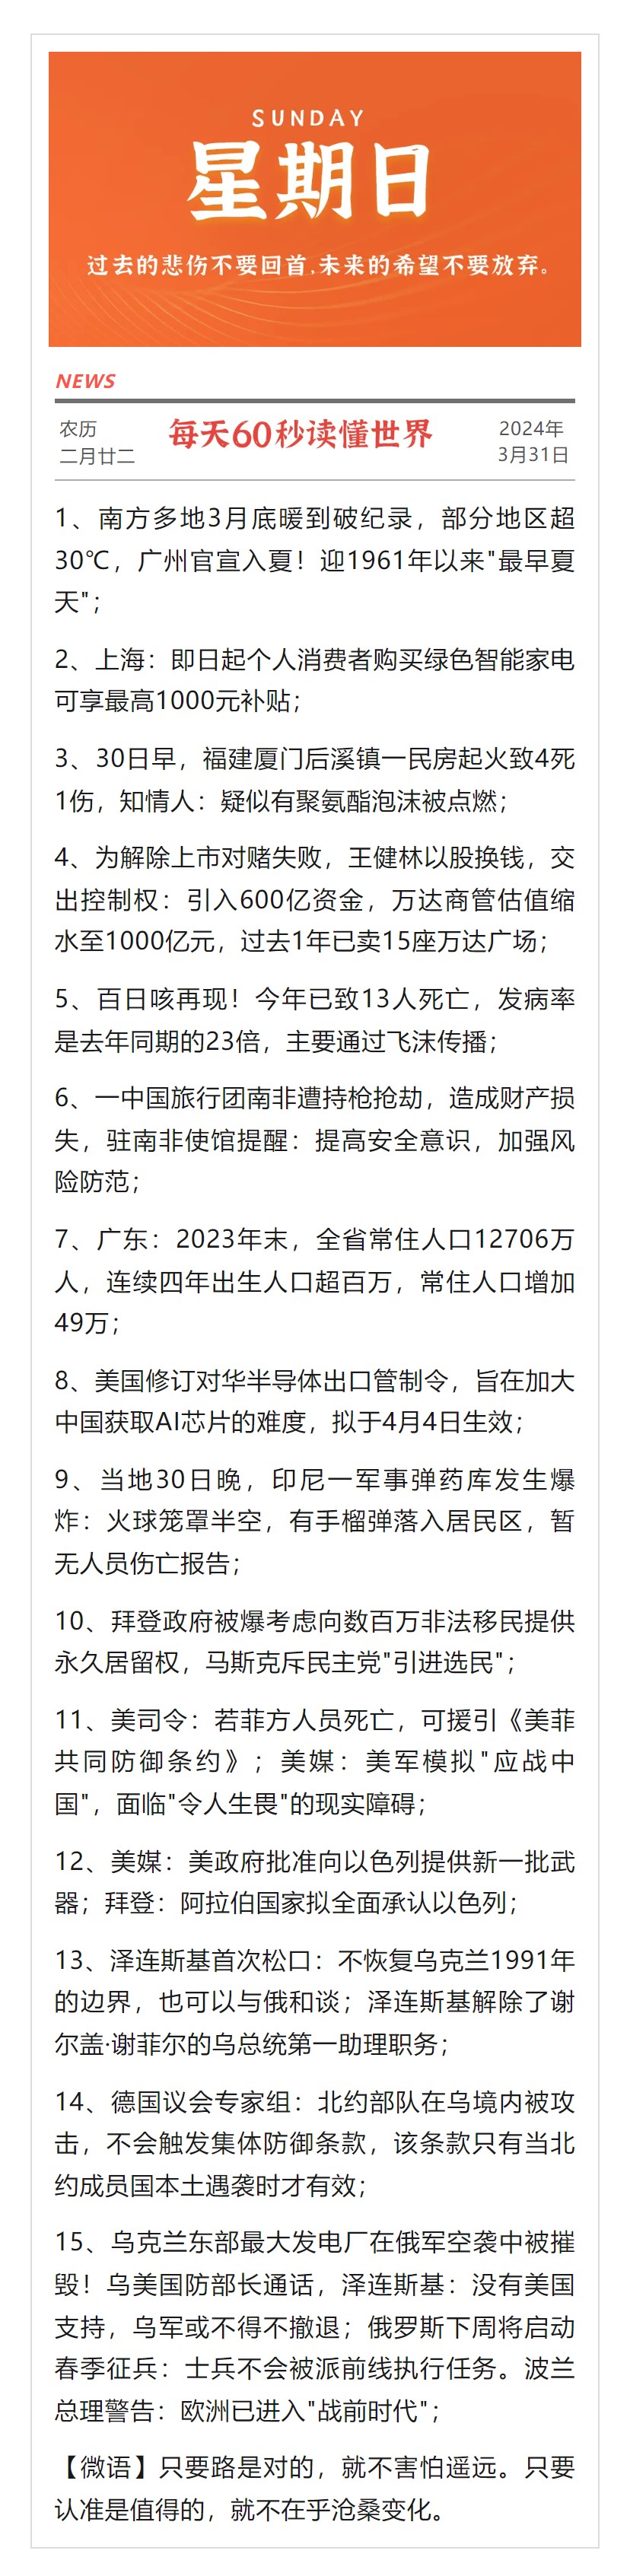 SUNDAY
星期日
过去的悲伤不要回首,未来的希望不要放弃。
NEWS
农历
二月廿二
每天60秒读懂世界
2024年
3月31日
1、南方多地3月底暖到破纪录，部分地区超
30℃，广州官宣入夏！迎1961年以来"最早夏
天"；
2、上海：即日起个人消费者购买绿色智能家电
可享最高1000元补贴；
3、30日早，福建厦门后溪镇一民房起火致4死
1伤，知情人：疑似有聚氨酯泡沫被点燃；
4、为解除上市对赌失败，王健林以股换钱，交
出控制权：引入600亿资金，万达商管估值缩
水至1000亿元，过去1年已卖15座万达广场；
5、百日咳再现！今年已致13人死亡，发病率
是去年同期的23倍，主要通过飞沫传播；
6、一中国旅行团南非遭持枪抢劫，造成财产损
失，驻南非使馆提醒：提高安全意识，加强风
险防范；
7、广东：2023年末，全省常住人口12706万
人，连续四年出生人口超百万，常住人口增加
49万；
8、美国修订对华半导体出口管制令，旨在加大
中国获取AI芯片的难度，拟于4月4日生效；
9、当地30日晚，印尼一军事弹药库发生爆
炸：火球笼罩半空，有手榴弹落入居民区，暂
无人员伤亡报告；
10、拜登政府被爆考虑向数百万非法移民提供
永久居留权，马斯克斥民主党"引进选民"；
11、美司令：若菲方人员死亡，可援引《美菲
共同防御条约》；美媒：美军模拟"应战中
国"，面临"令人生畏"的现实障碍；
12、美媒：美政府批准向以色列提供新一批武
器；拜登：阿拉伯国家拟全面承认以色列；
13、泽连斯基首次松口：不恢复乌克兰1991年
的边界，也可以与俄和谈；泽连斯基解除了谢
尔盖·谢菲尔的乌总统第一助理职务；
14、德国议会专家组：北约部队在乌境内被攻
击，不会触发集体防御条款，该条款只有当北
约成员国本土遇袭时才有效；
15、乌克兰东部最大发电厂在俄军空袭中被摧
毁！乌美国防部长通话，泽连斯基：没有美国
支持，乌军或不得不撤退；俄罗斯下周将启动
春季征兵：士兵不会被派前线执行任务。波兰
总理警告：欧洲已进入"战前时代"；
【微语】只要路是对的，就不害怕遥远。只要
认准是值得的，就不在乎沧桑变化。